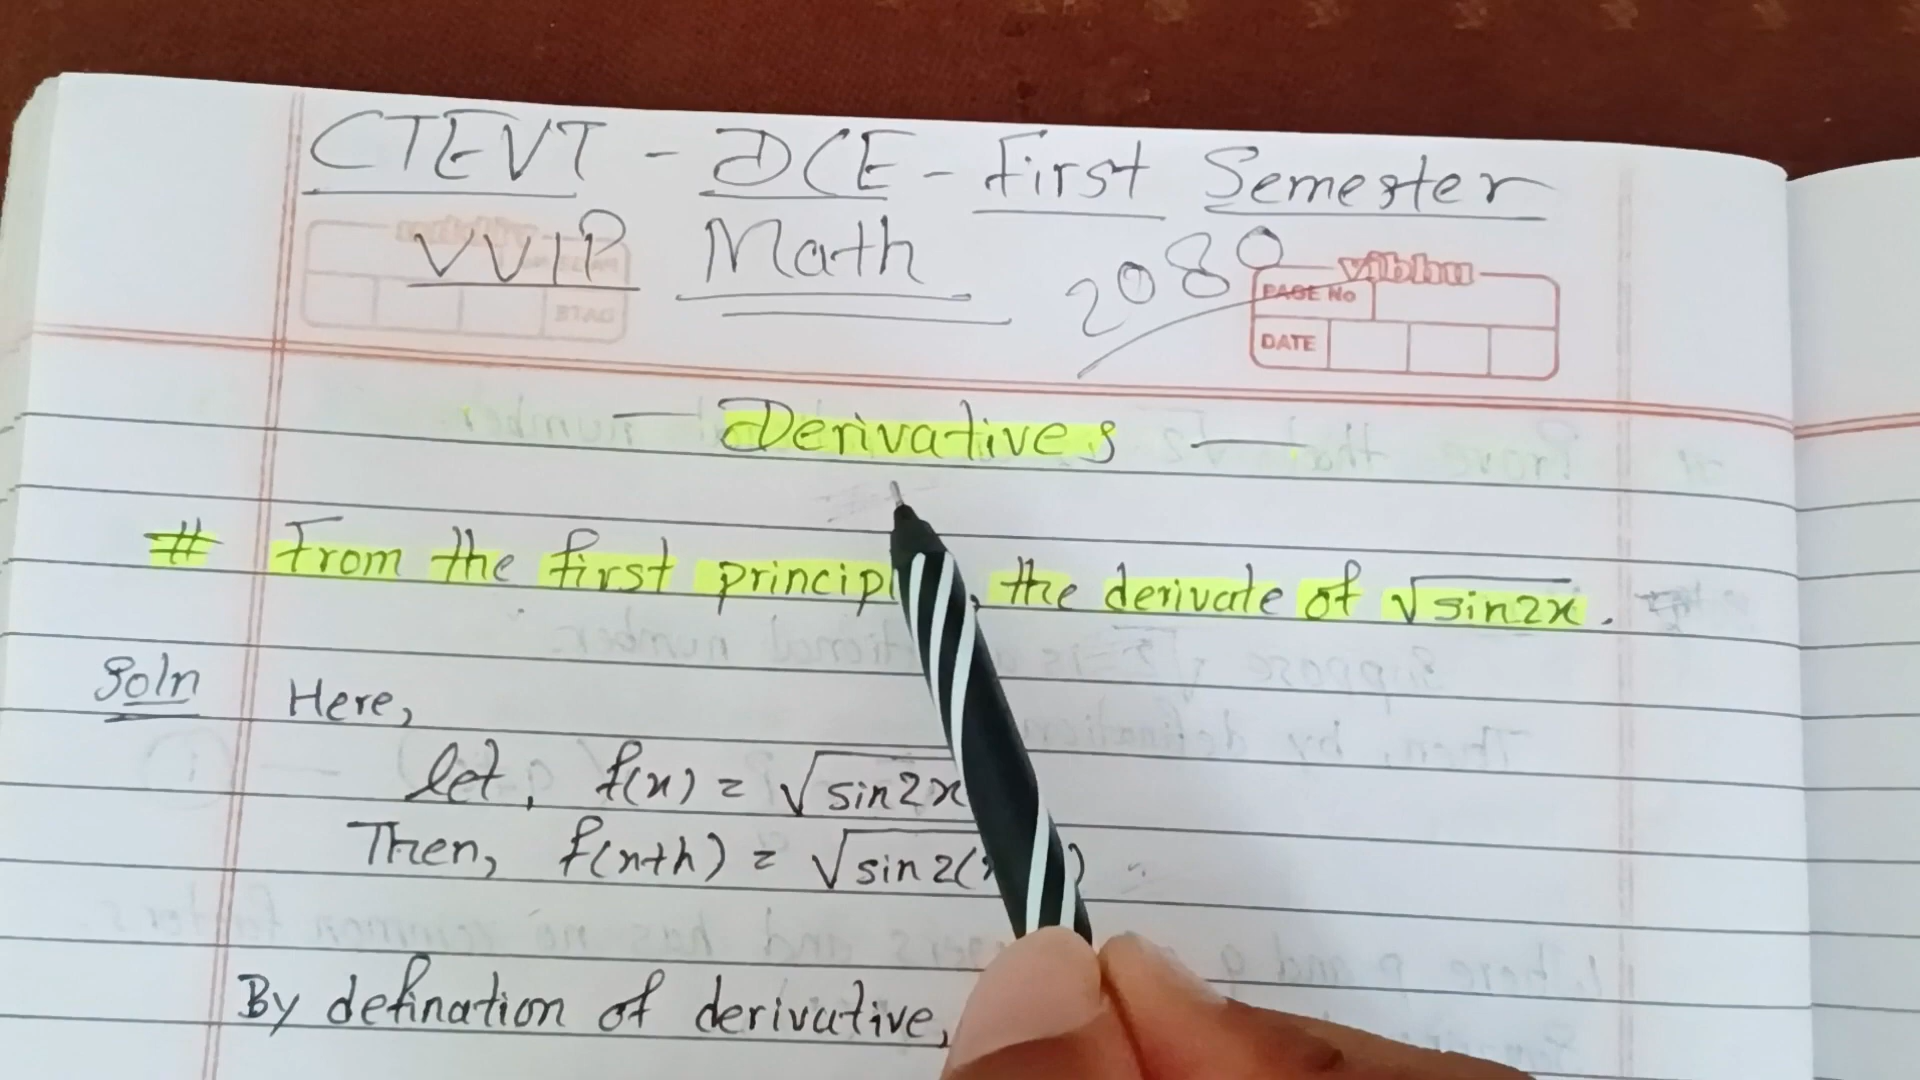 CTEVT - DCE - First Semester
VVIP Math 2080
vibhu
PAGE No
DATE
Derivatives
# From the first , the derivate of √sin2x.
Soln Here,
let, f(x) = √sin2x
Then, f(x+h) = √sin2( )
By defination of derivative,